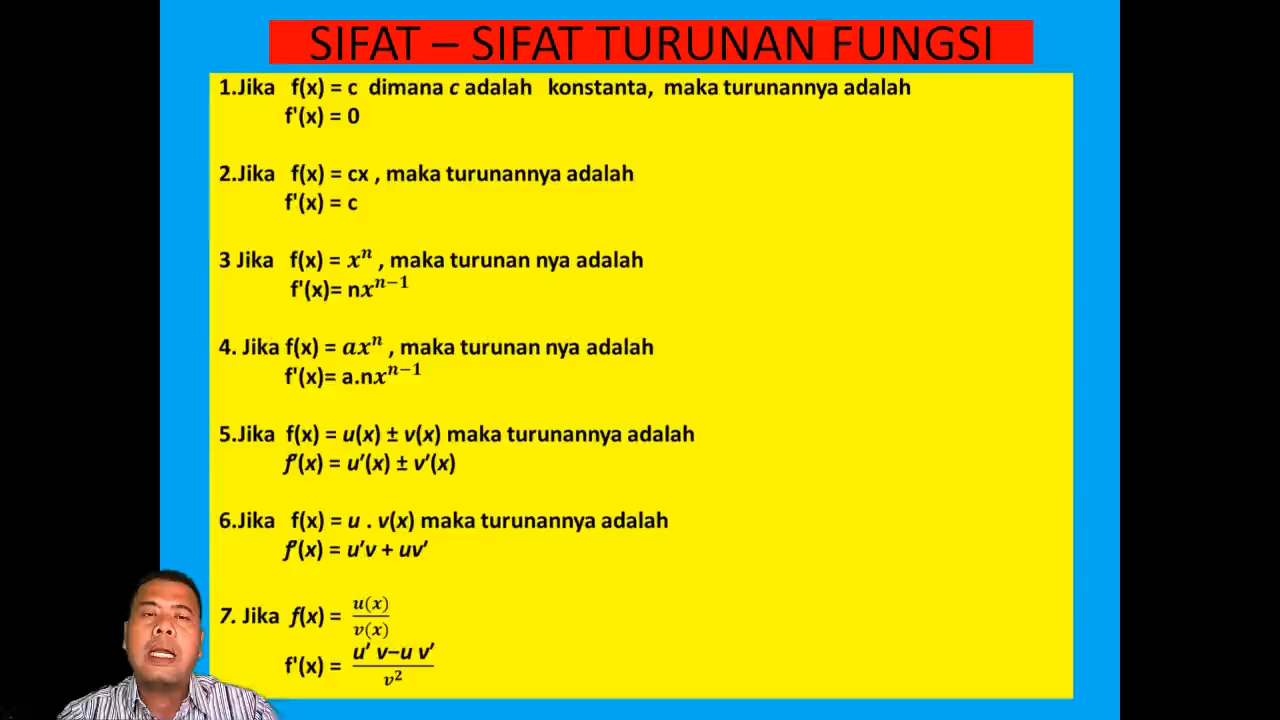 SIFAT – SIFAT TURUNAN FUNGSI
1.Jika f(x) = c dimana c adalah konstanta, maka turunannya adalah
f'(x) = 0
2.Jika f(x) = cx , maka turunannya adalah
f'(x) = c
3 Jika f(x) = xⁿ , maka turunan nya adalah
f'(x)= nxⁿ⁻¹
4. Jika f(x) = axⁿ , maka turunan nya adalah
f'(x)= a.nxⁿ⁻¹
5.Jika f(x) = u(x) ± v(x) maka turunannya adalah
f′(x) = u′(x) ± v′(x)
6.Jika f(x) = u . v(x) maka turunannya adalah
f′(x) = u′v + uv′
7. Jika f(x) = u(x)/v(x)
f'(x) = u′ v−u v′/v²